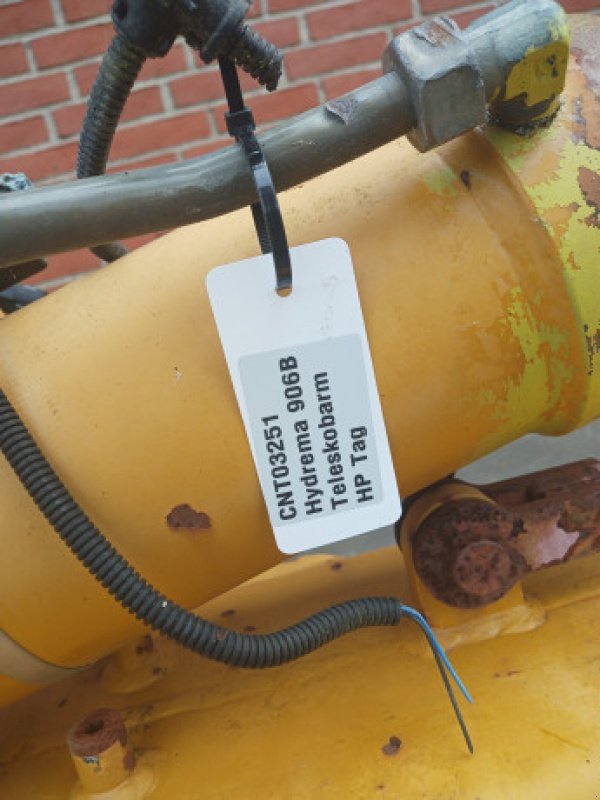 CNT03251
Hydrema 906B
Teleskobarm
HP Tag